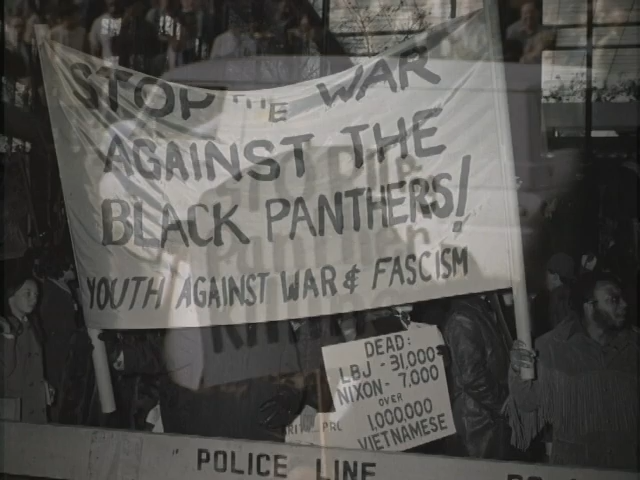 STOP THE WAR
AGAINST THE
BLACK PANTHERS!
YOUTH AGAINST WAR & FASCISM
DEAD:
LBJ - 31,000
NIXON - 7,000
OVER
1,000,000
VIETNAMESE
POLICE LINE